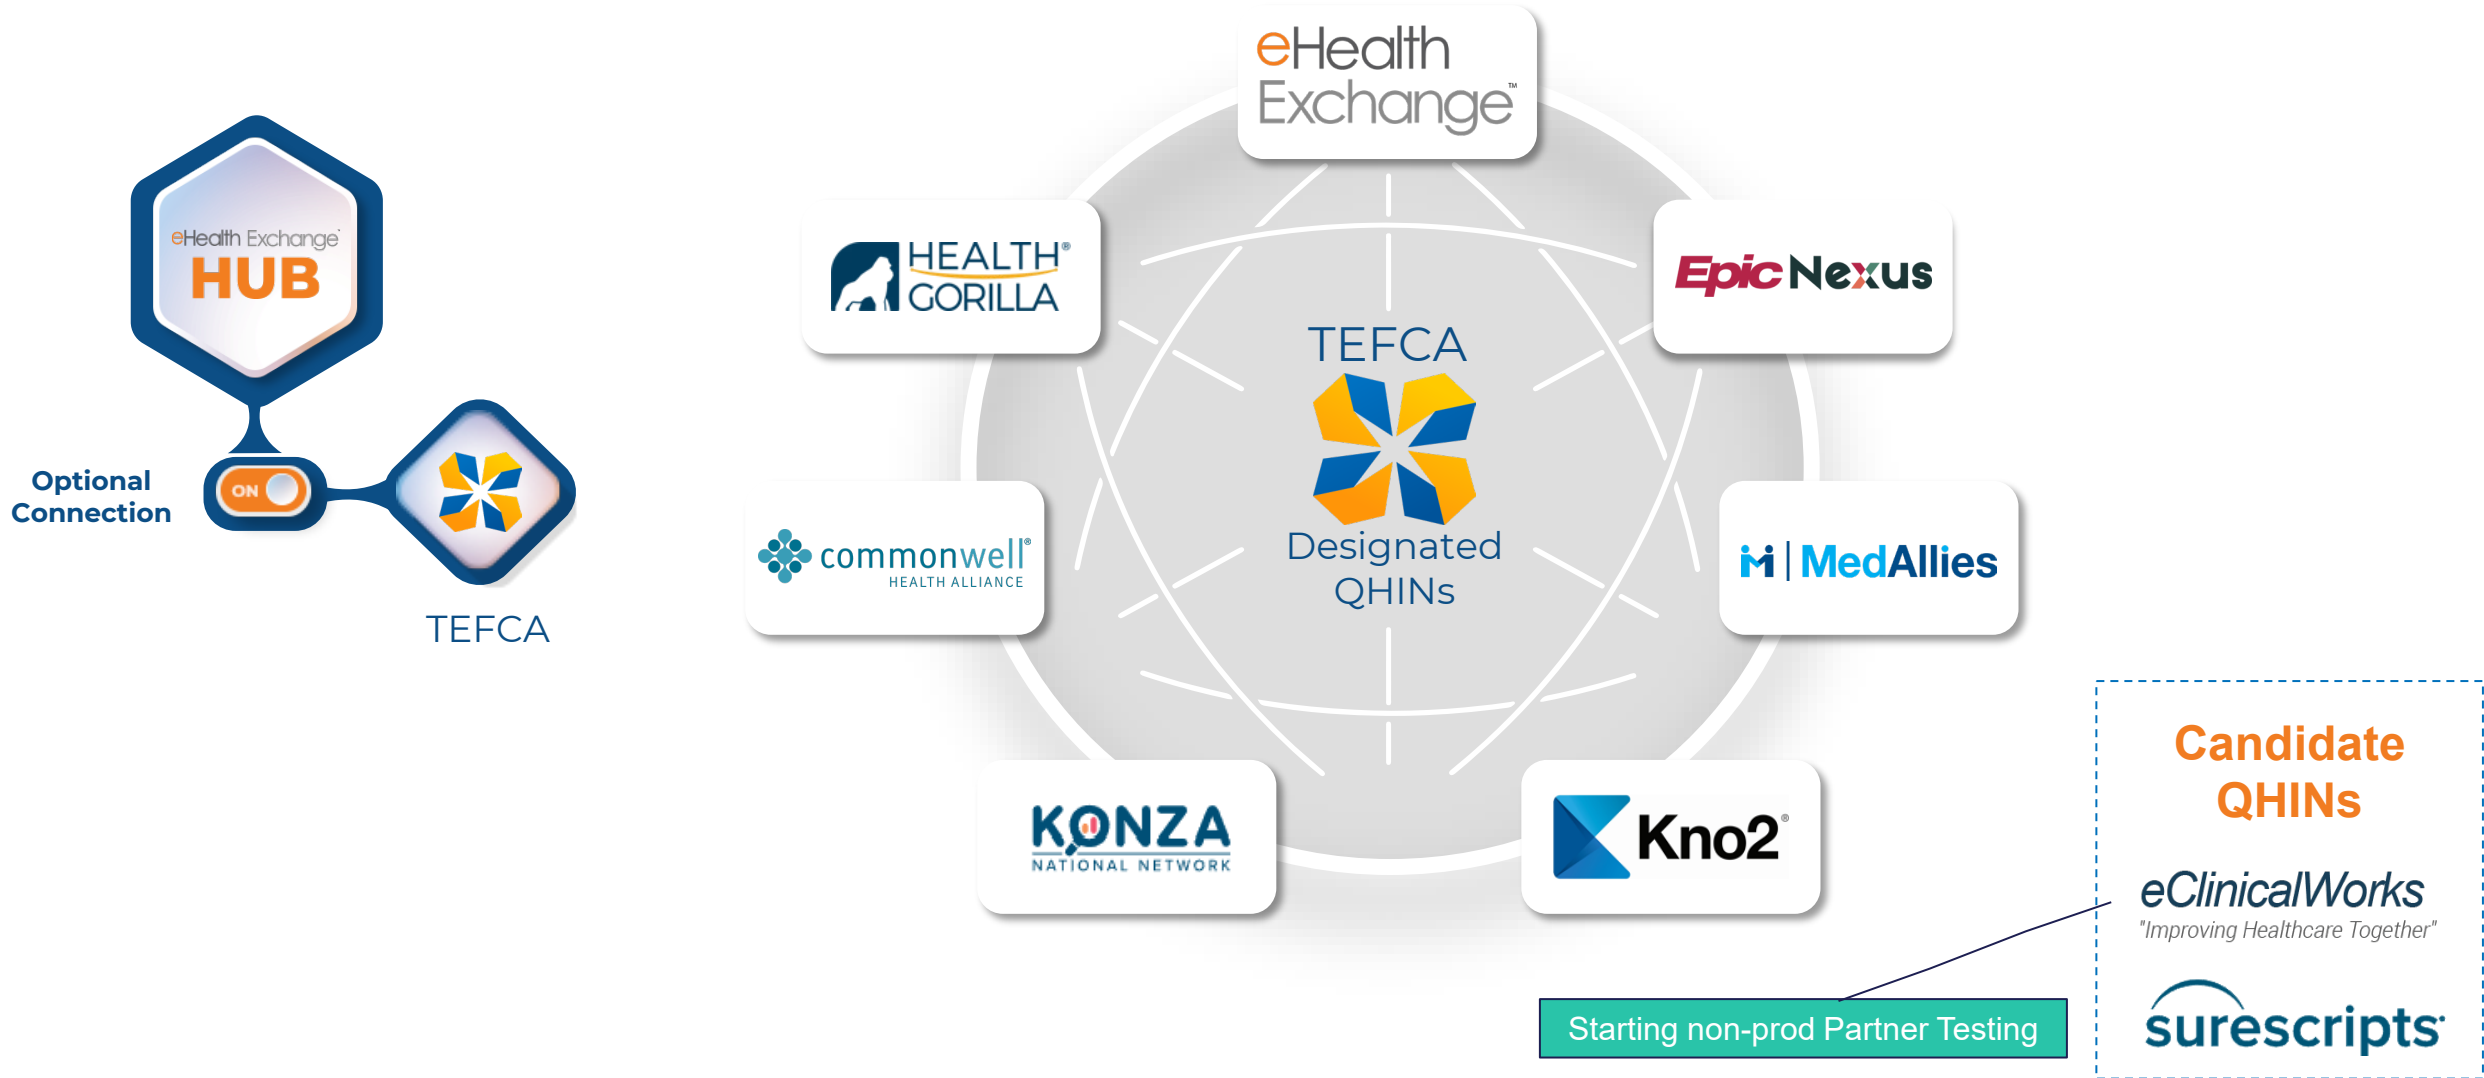 eHealth Exchange
HUB
ON
Optional
Connection
TEFCA
eHealth
Exchange™
HEALTH®
GORILLA
Epic Nexus
TEFCA
Designated
QHINs
commonwell®
HEALTH ALLIANCE
MedAllies
KONZA
NATIONAL NETWORK
Kno2®
Candidate
QHINs
eClinicalWorks
"Improving Healthcare Together"
surescripts
Starting non-prod Partner Testing